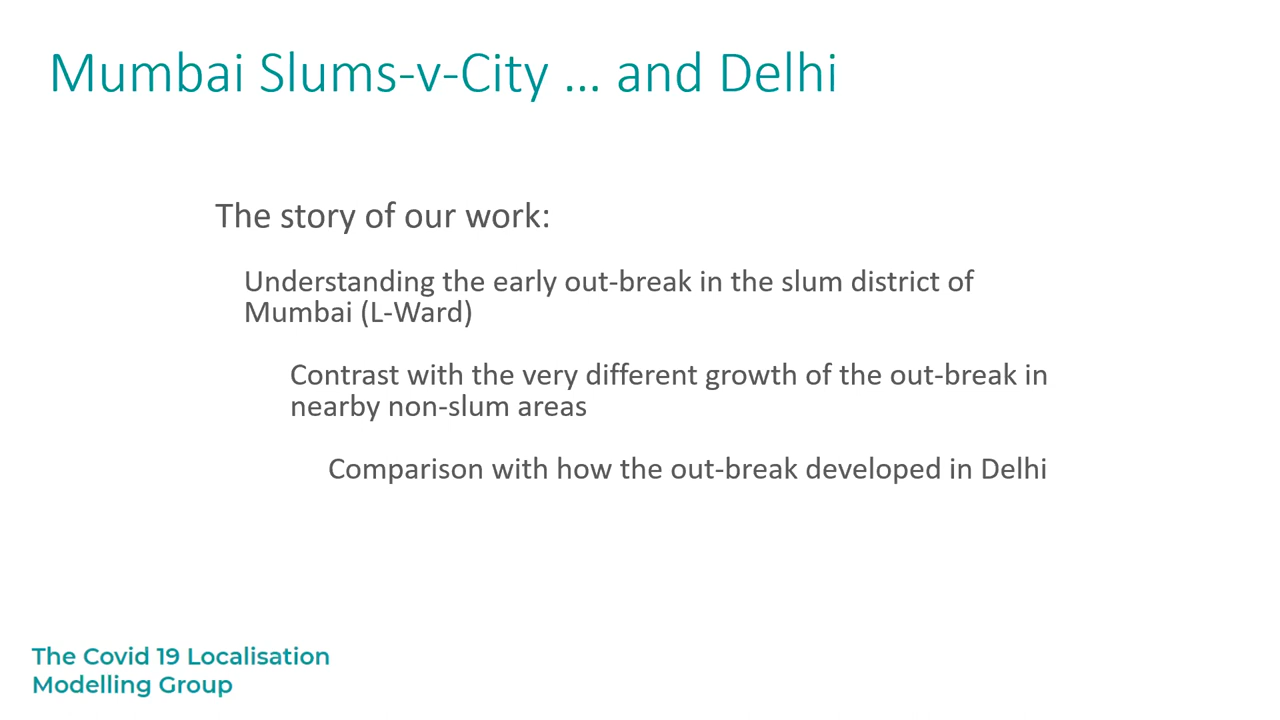 Mumbai Slums-v-City ... and Delhi
The story of our work:
Understanding the early out-break in the slum district of
Mumbai (L-Ward)
Contrast with the very different growth of the out-break in
nearby non-slum areas
Comparison with how the out-break developed in Delhi
The Covid 19 Localisation
Modelling Group